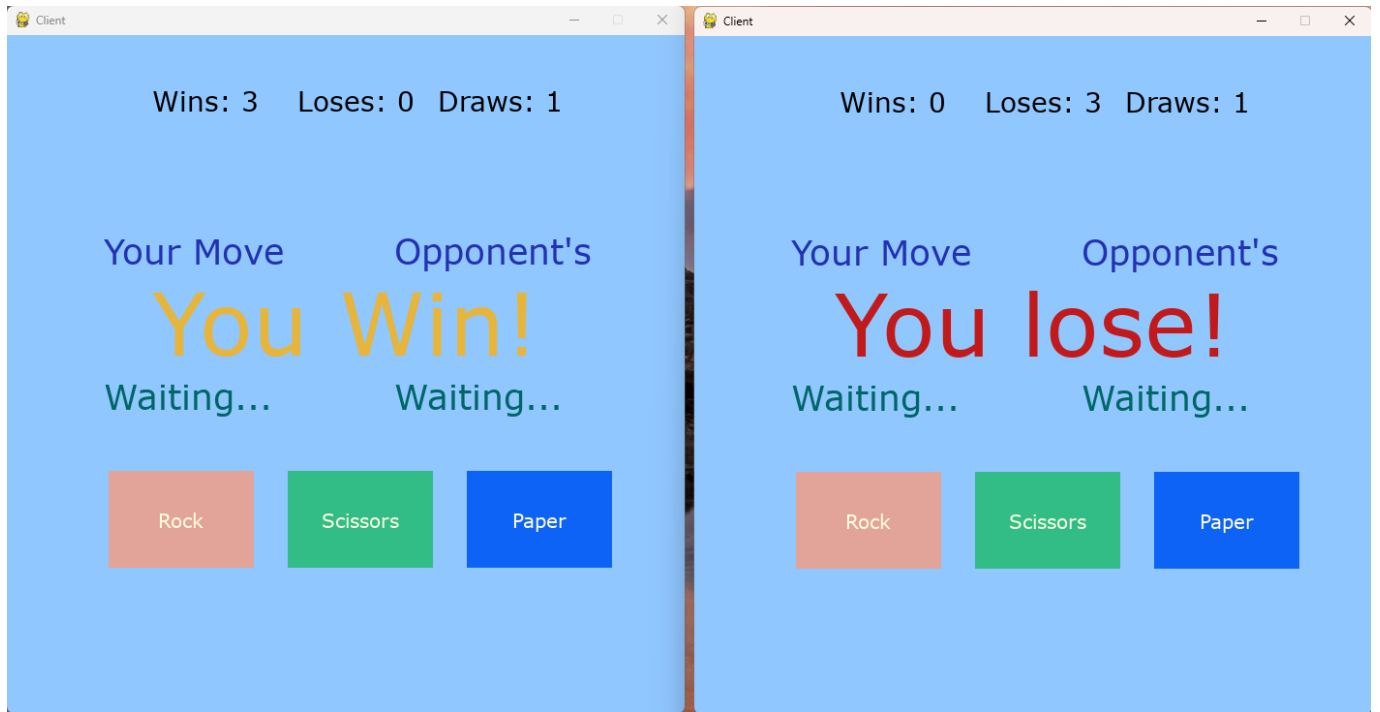 Client
Wins: 3 Loses: 0 Draws: 1
Your Move Opponent's
You Win!
Waiting... Waiting...
Rock Scissors Paper
Client
Wins: 0 Loses: 3 Draws: 1
Your Move Opponent's
You lose!
Waiting... Waiting...
Rock Scissors Paper